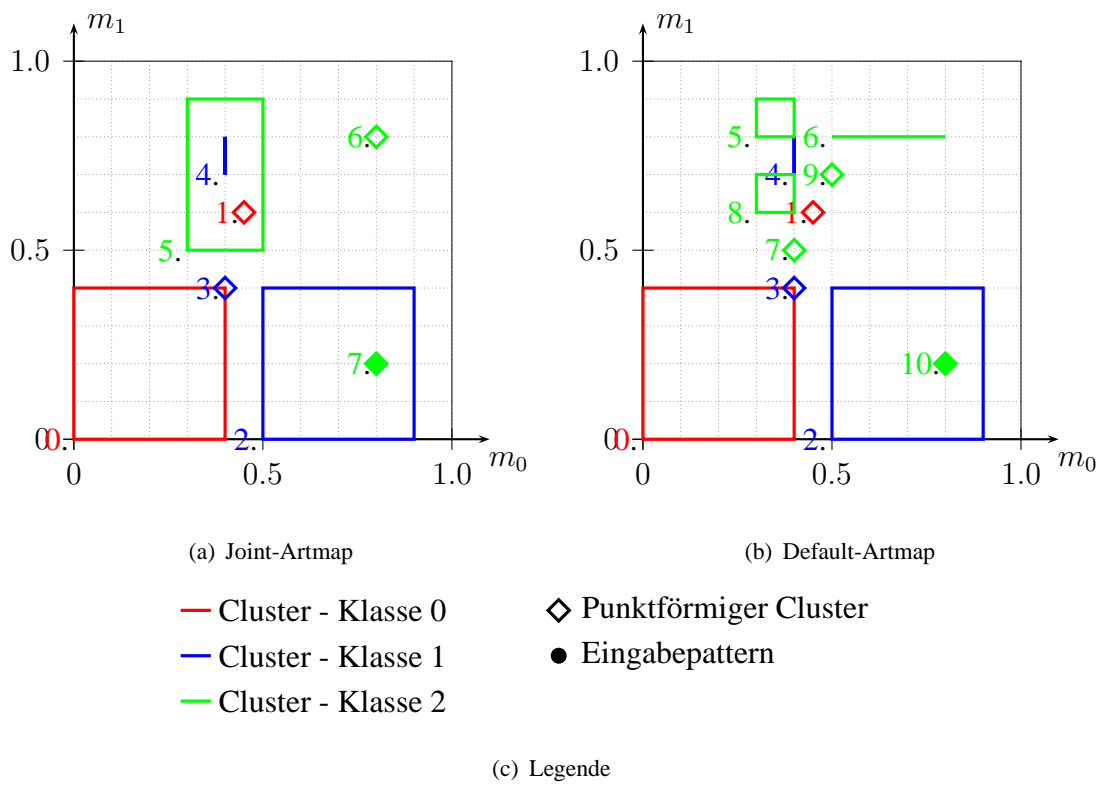 m₁
1.0
0.5
0
0
0.5
1.0
m₀
0.
1.
2.
3.
4.
5.
6.
7.
(a) Joint-Artmap
m₁
1.0
0.5
0
0
0.5
1.0
m₀
0.
1.
2.
3.
4.
5.
6.
7.
8.
9.
10.
(b) Default-Artmap
Cluster - Klasse 0
Cluster - Klasse 1
Cluster - Klasse 2
Punktförmiger Cluster
Eingabepattern
(c) Legende